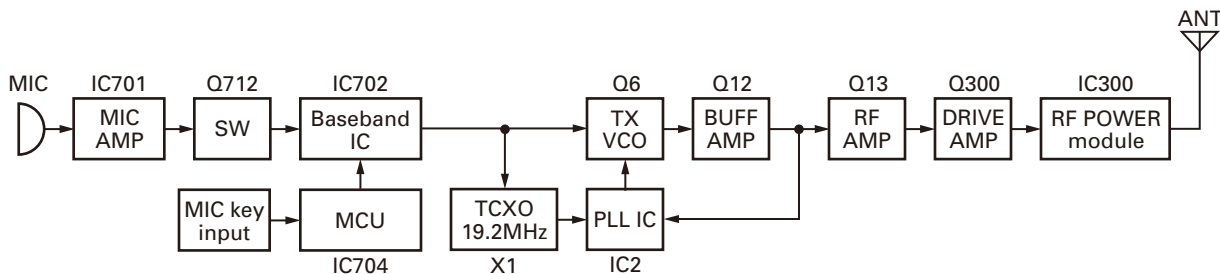 ANT
MIC
IC701
Q712
IC702
Q6
Q12
Q13
Q300
IC300
MIC
AMP
SW
Baseband
IC
TX
VCO
BUFF
AMP
RF
AMP
DRIVE
AMP
RF POWER
module
MIC key
input
MCU
TCXO
19.2MHz
PLL IC
IC704
X1
IC2